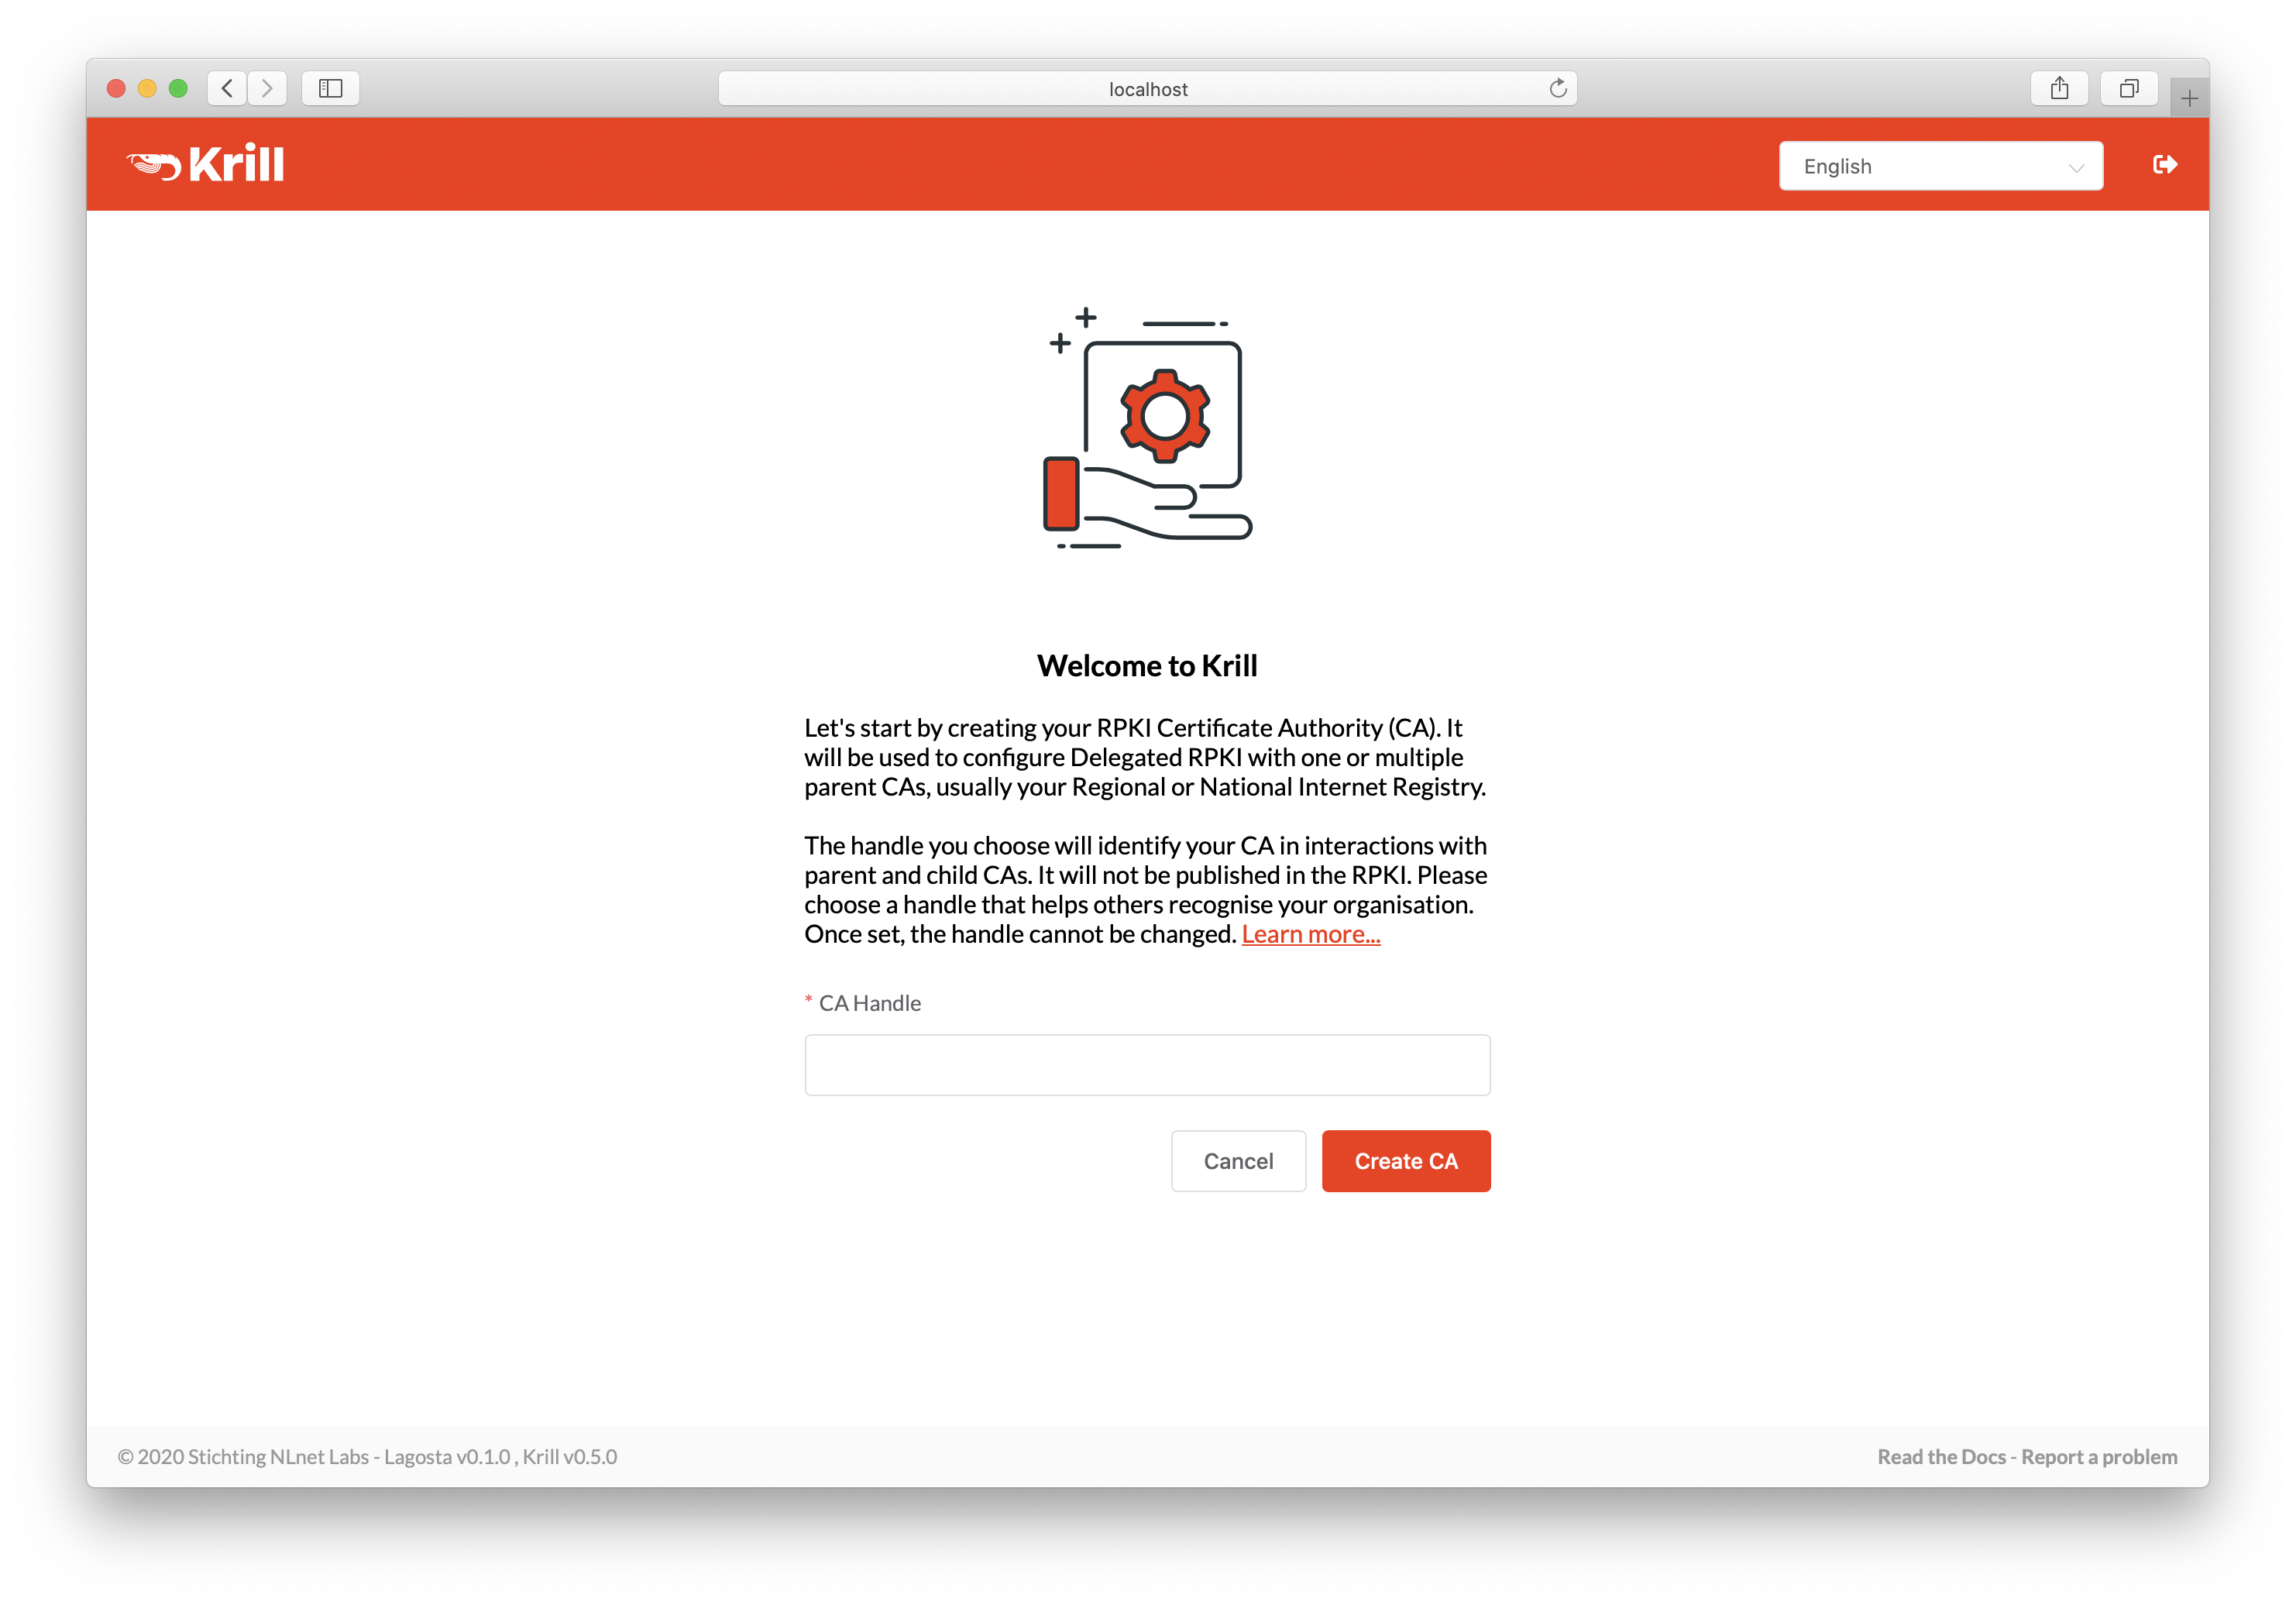 localhost
Krill
English
Welcome to Krill
Let's start by creating your RPKI Certificate Authority (CA). It
will be used to configure Delegated RPKI with one or multiple
parent CAs, usually your Regional or National Internet Registry.
The handle you choose will identify your CA in interactions with
parent and child CAs. It will not be published in the RPKI. Please
choose a handle that helps others recognise your organisation.
Once set, the handle cannot be changed. Learn more...
* CA Handle
Cancel
Create CA
© 2020 Stichting NLnet Labs - Lagosta v0.1.0 , Krill v0.5.0
Read the Docs - Report a problem